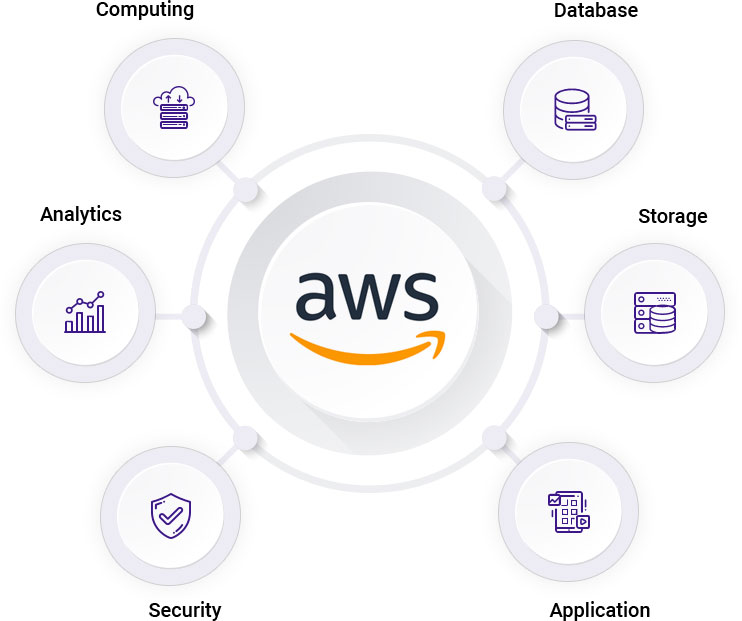 Computing
Database
Analytics
Storage
aws
Security
Application